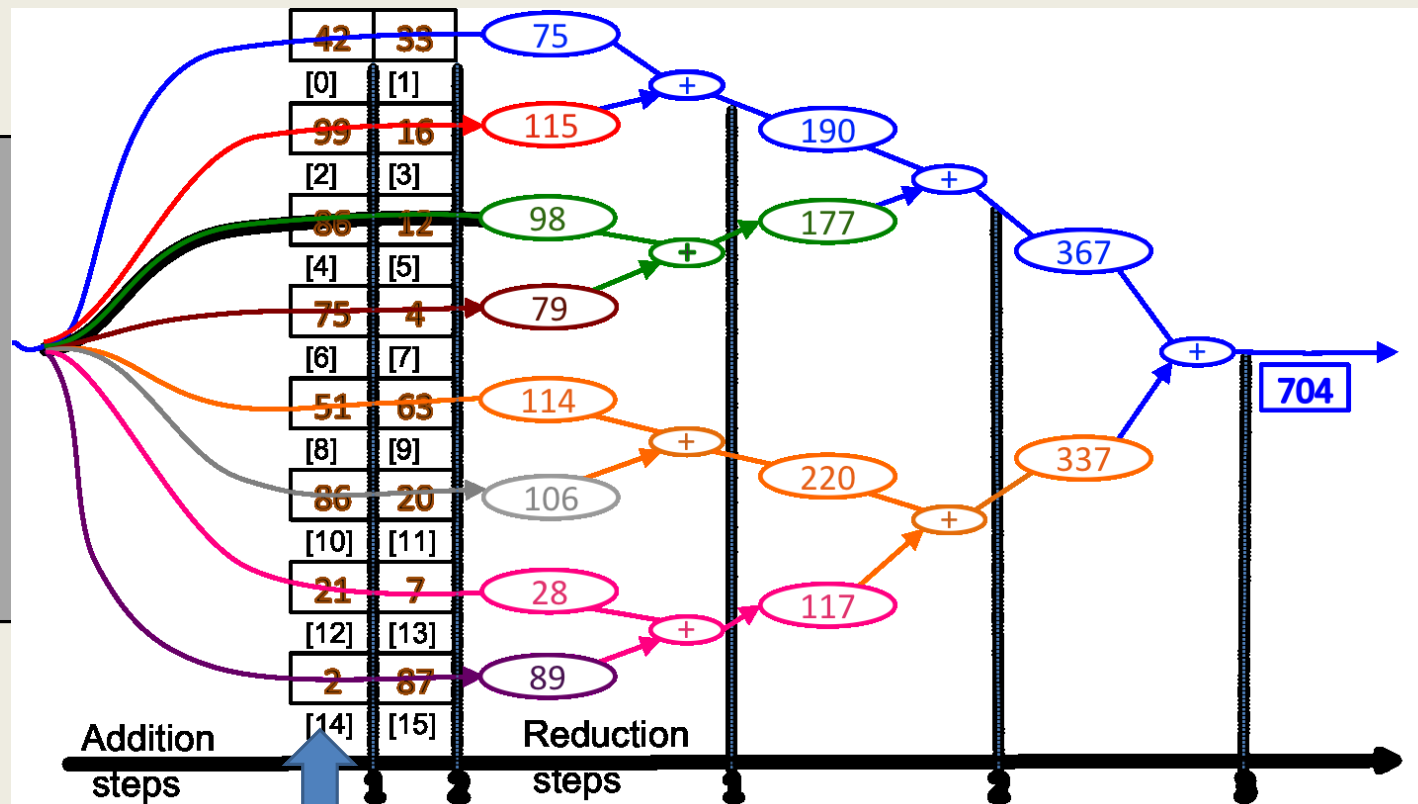 42 33 75
+
[0] [1]
99 16 115 190
+
[2] [3]
86 12 98 177
+ 367
[4] [5]
75 4 79
+
[6] [7]
704
51 63 114
+
[8] [9] 337
220
86 20 106
+
[10] [11]
21 7 28 117
+
[12] [13]
2 87 89
[14] [15]
Addition steps
Reduction steps
1 2 1 2 3